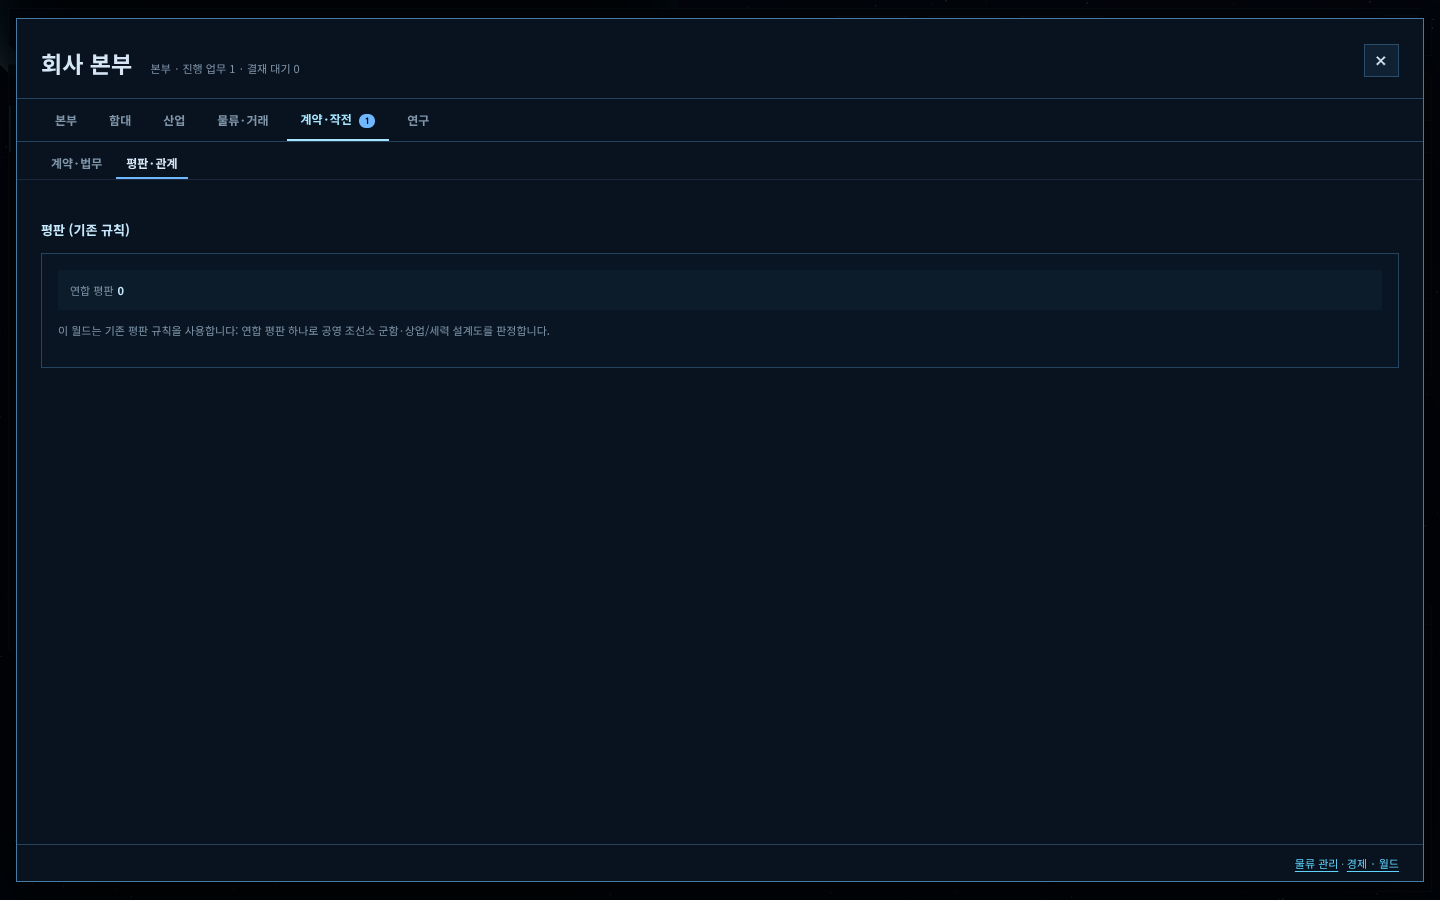 회사 본부 본부 · 진행 업무 1 · 결재 대기 0 ×
본부 함대 산업 물류·거래 계약·작전 1 연구
계약·법무 평판·관계
평판 (기존 규칙)
연합 평판 0
이 월드는 기존 평판 규칙을 사용합니다: 연합 평판 하나로 공영 조선소 군함·상업/세력 설계도를 판정합니다.
물류 관리 · 경제 · 월드